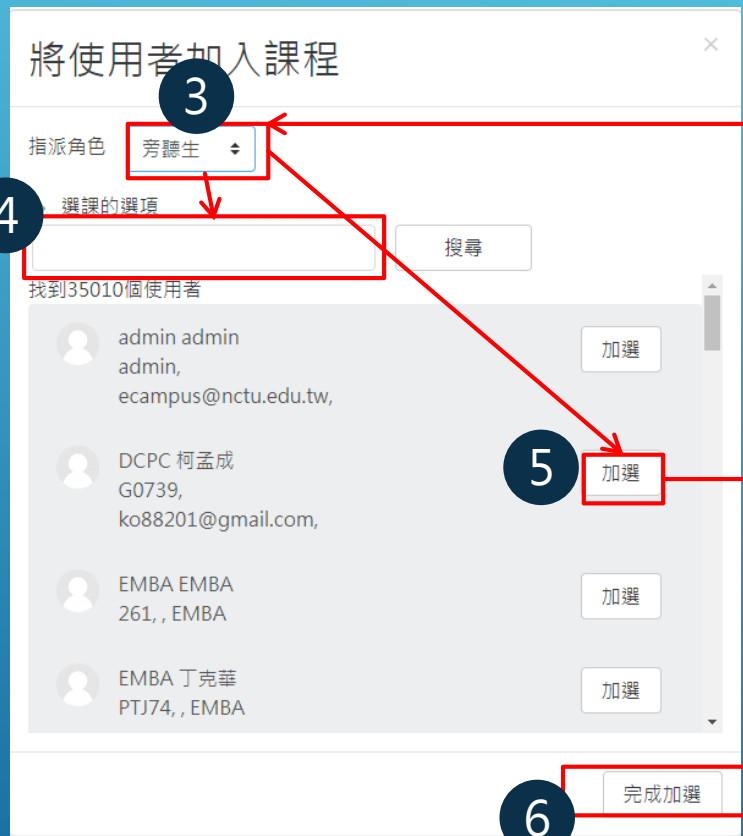 將使用者加入課程
×
3
指派角色 旁聽生
選課的選項
4
搜尋
找到35010個使用者
admin admin
admin,
ecampus@nctu.edu.tw,
加選
DCPC 柯孟成
G0739,
ko88201@gmail.com,
5
加選
EMBA EMBA
261, , EMBA
加選
EMBA 丁克華
PTJ74, , EMBA
加選
完成加選
6